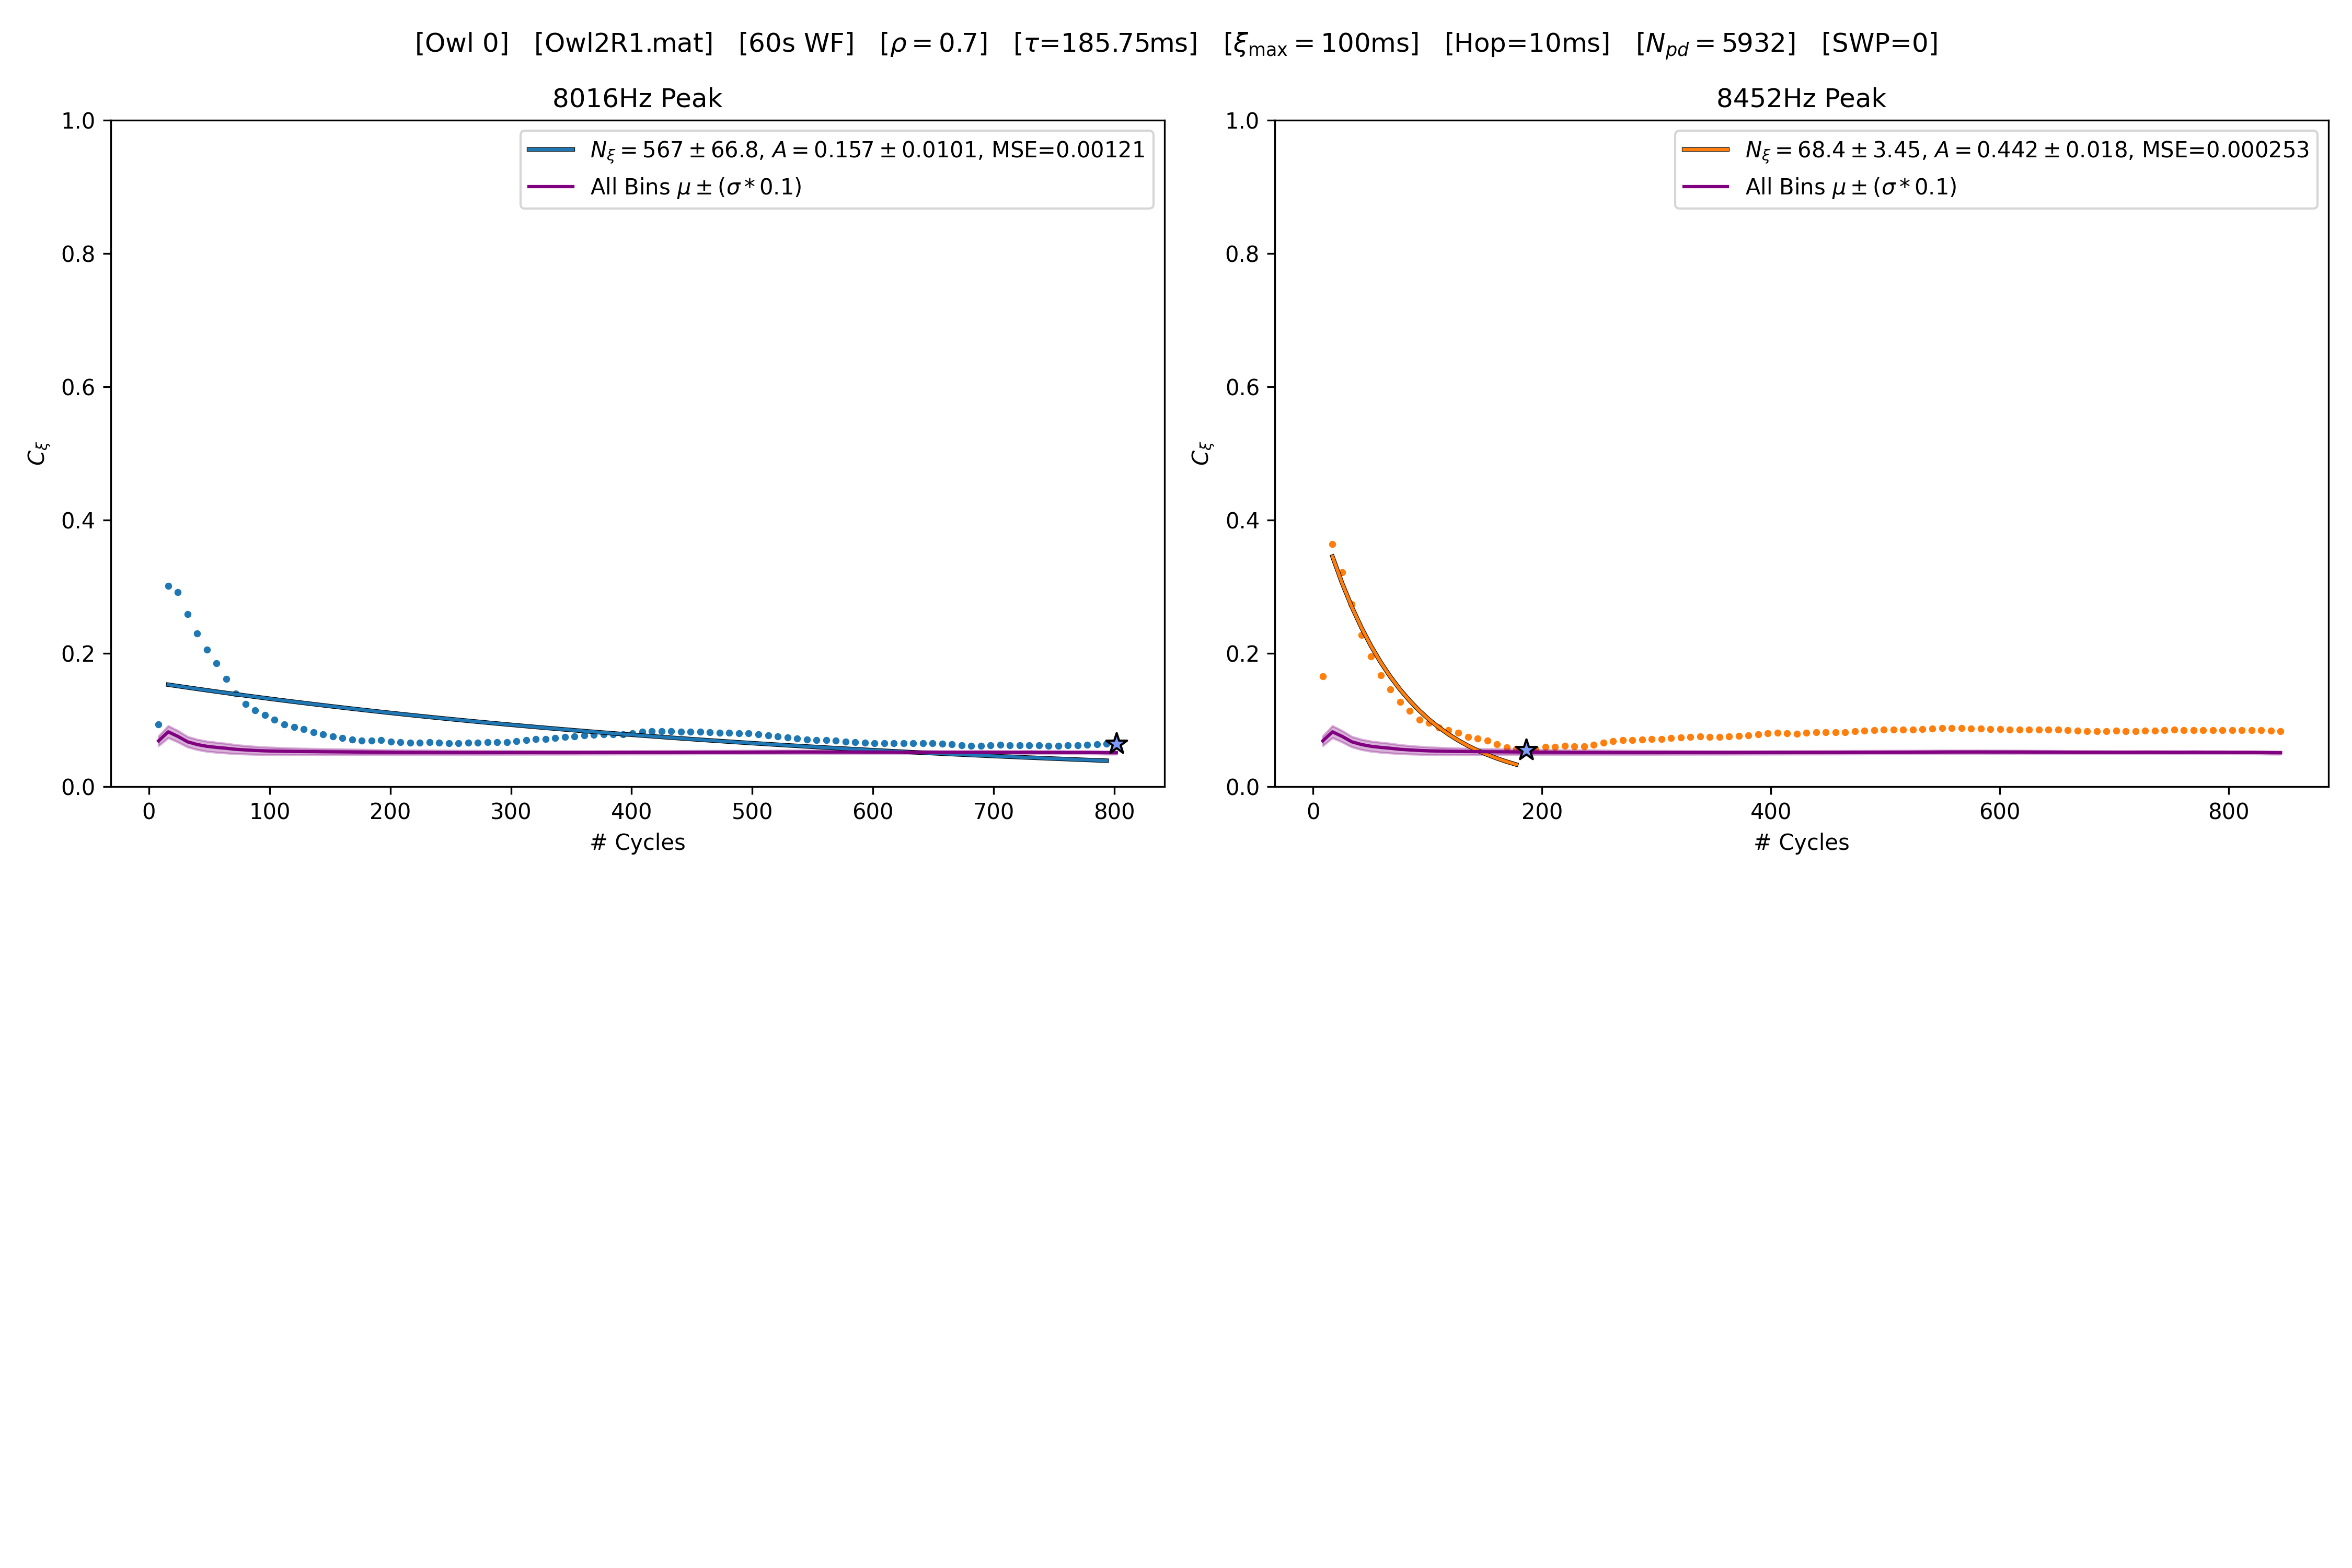 [Owl 0] [Owl2R1.mat] [60s WF] [ρ = 0.7] [τ=185.75ms] [ξmax = 100ms] [Hop=10ms] [Npd = 5932] [SWP=0]
8016Hz Peak
Nξ = 567 ± 66.8, A = 0.157 ± 0.0101, MSE=0.00121
All Bins μ ± (σ * 0.1)
1.0
0.8
0.6
0.4
0.2
0.0
Cξ
0 100 200 300 400 500 600 700 800
# Cycles
8452Hz Peak
Nξ = 68.4 ± 3.45, A = 0.442 ± 0.018, MSE=0.000253
All Bins μ ± (σ * 0.1)
1.0
0.8
0.6
0.4
0.2
0.0
Cξ
0 200 400 600 800
# Cycles